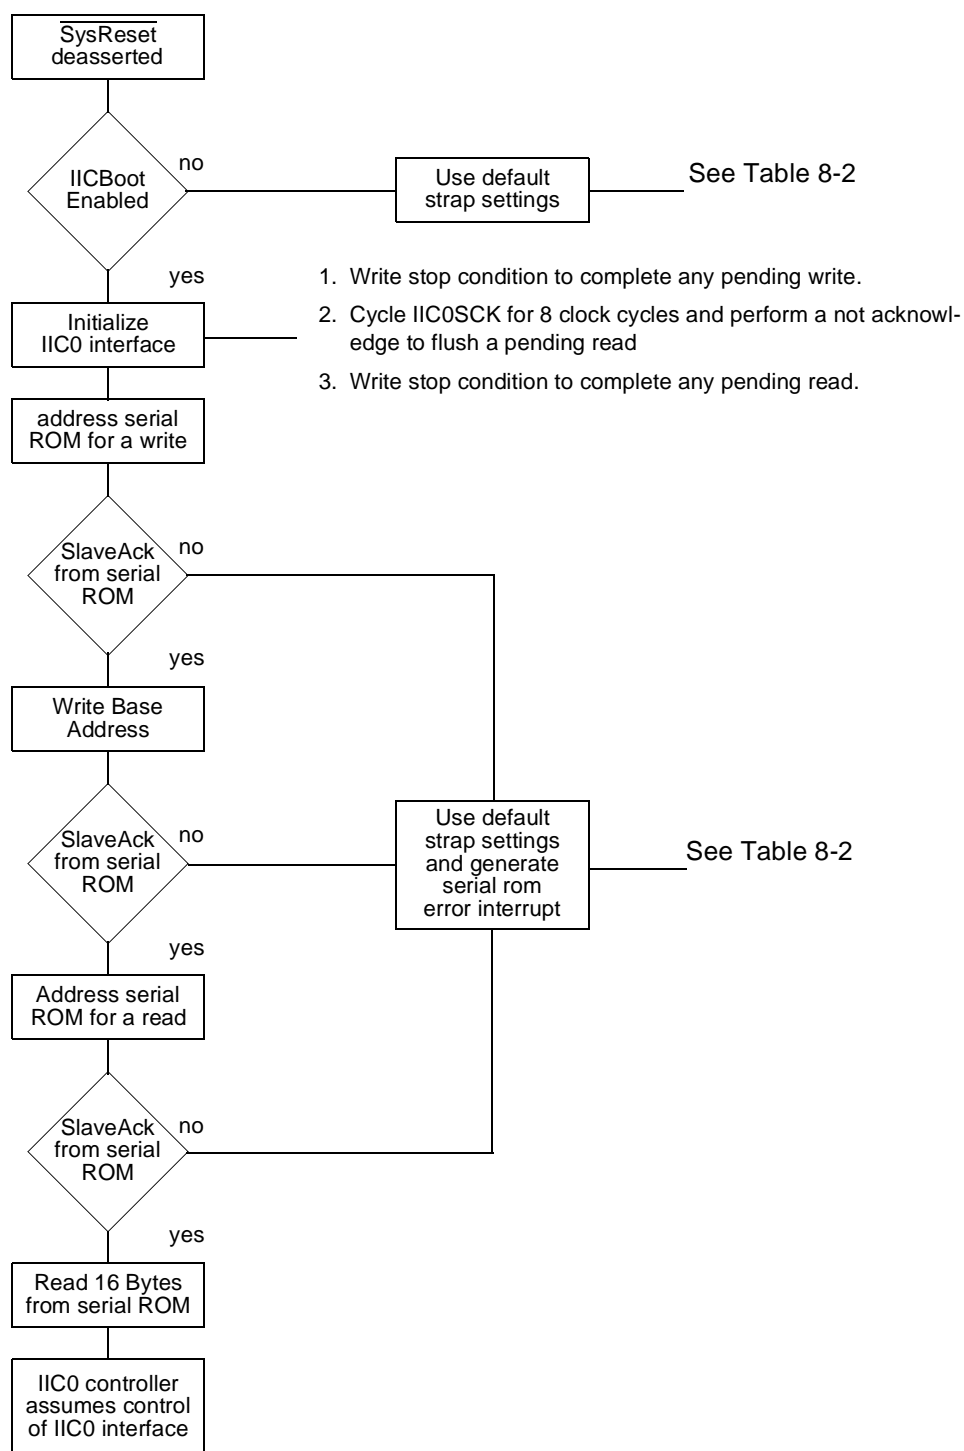 SysReset
deasserted
IICBoot
Enabled
no
Use default
strap settings
See Table 8-2
yes
Initialize
IIC0 interface
1. Write stop condition to complete any pending write.
2. Cycle IIC0SCK for 8 clock cycles and perform a not acknowl-
edge to flush a pending read
3. Write stop condition to complete any pending read.
address serial
ROM for a write
SlaveAck
from serial
ROM
no
yes
Write Base
Address
SlaveAck
from serial
ROM
no
Use default
strap settings
and generate
serial rom
error interrupt
See Table 8-2
yes
Address serial
ROM for a read
SlaveAck
from serial
ROM
no
yes
Read 16 Bytes
from serial ROM
IIC0 controller
assumes control
of IIC0 interface